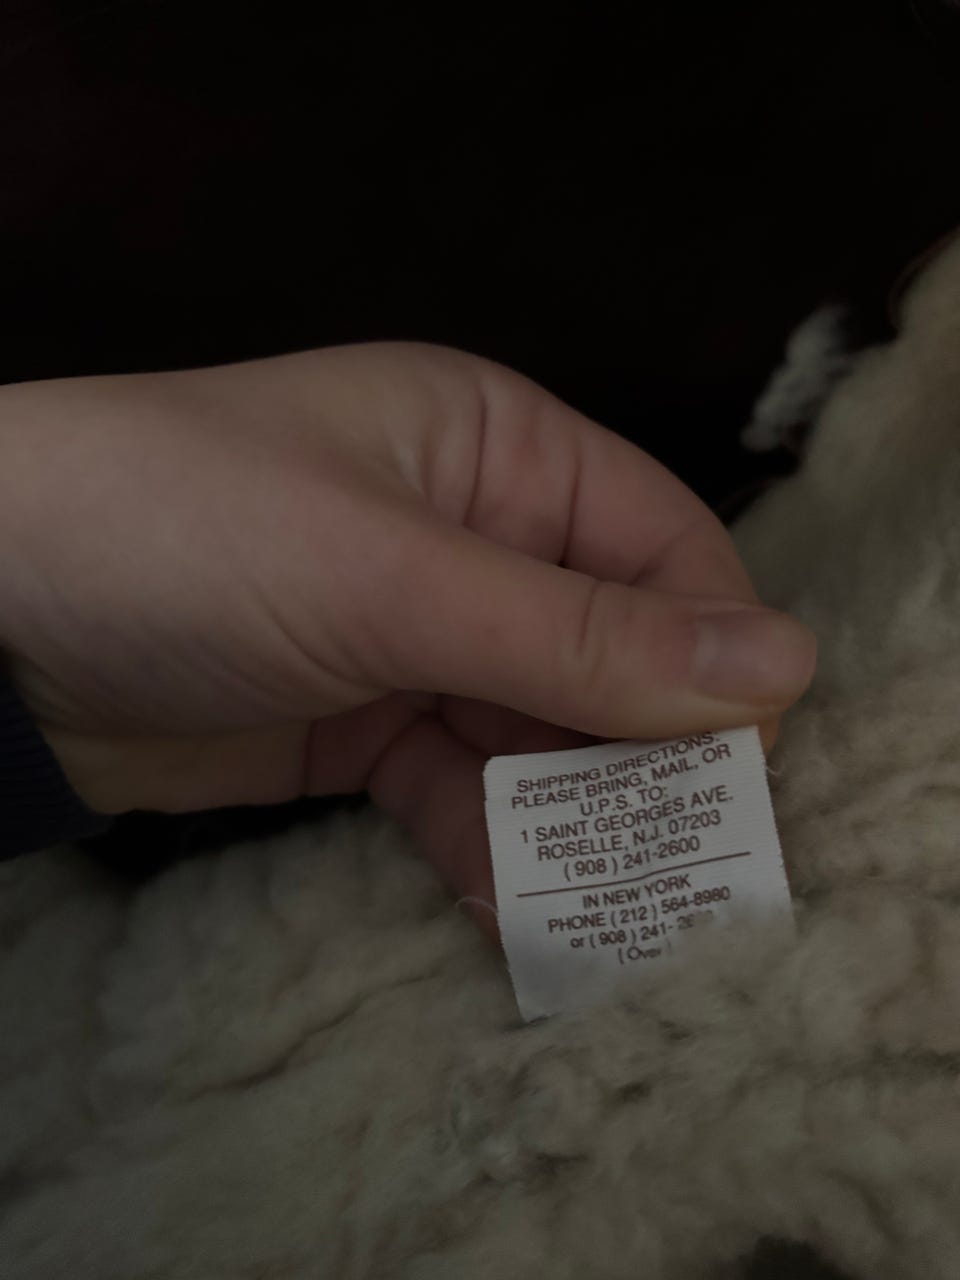 SHIPPING DIRECTIONS:
PLEASE BRING, MAIL, OR
U.P.S. TO:
1 SAINT GEORGES AVE.
ROSELLE, N.J. 07203
( 908 ) 241-2600
IN NEW YORK
PHONE ( 212 ) 564-8980
or ( 908 ) 241-
( Over )